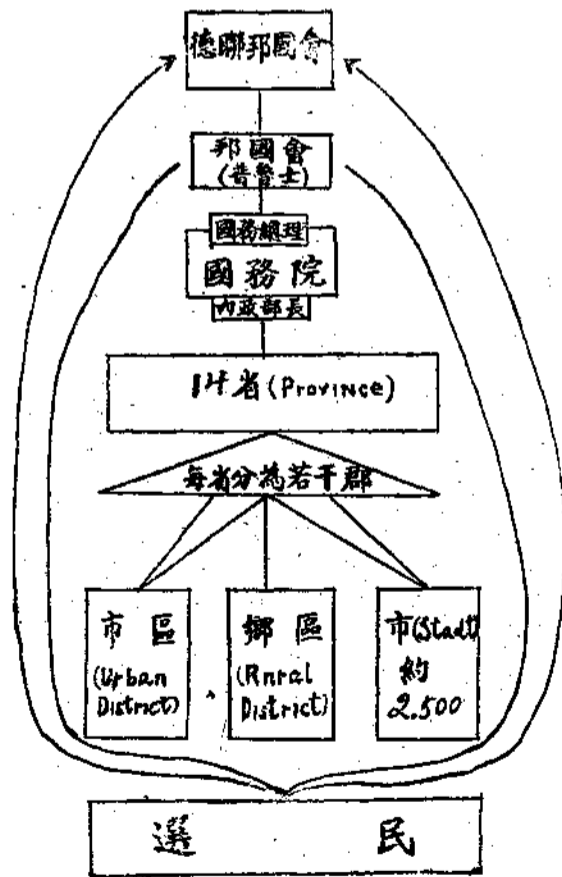 德聯邦國會
邦國會
(普魯士)
國務總理
國務院
內政部長
14省(PROVINCE)
每省分為若干郡
市區
(Urban
District)
鄉區
(Rnral
District)
市(Stadt)
約
2.500
選民